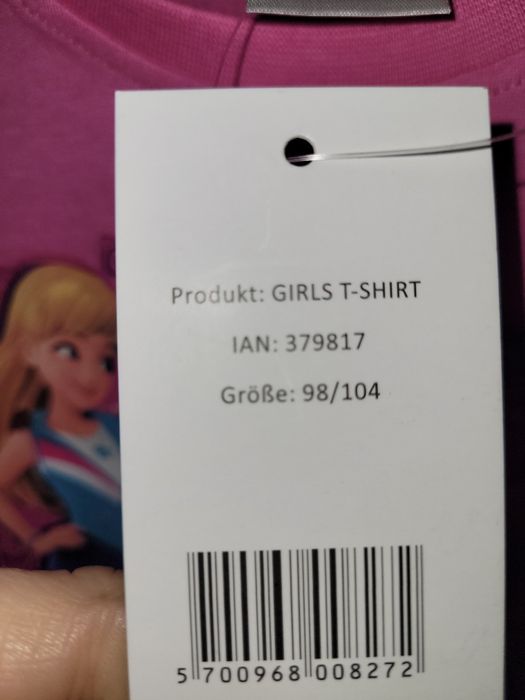 Produkt: GIRLS T-SHIRT
IAN: 379817
Größe: 98/104
5 700968 008272